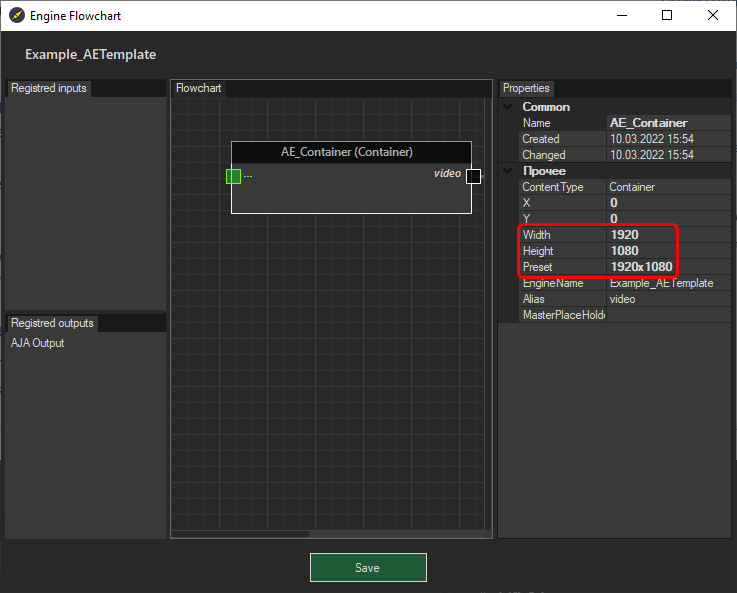 Engine Flowchart
Example_AETemplate
Registred inputs
Registred outputs
AJA Output
Flowchart
AE_Container (Container)
... video
Properties
Common
Name AE_Container
Created 10.03.2022 15:54
Changed 10.03.2022 15:54
Прочее
ContentType Container
X 0
Y 0
Width 1920
Height 1080
Preset 1920x1080
EngineName Example_AETemplate
Alias video
MasterPlaceHolde
Save